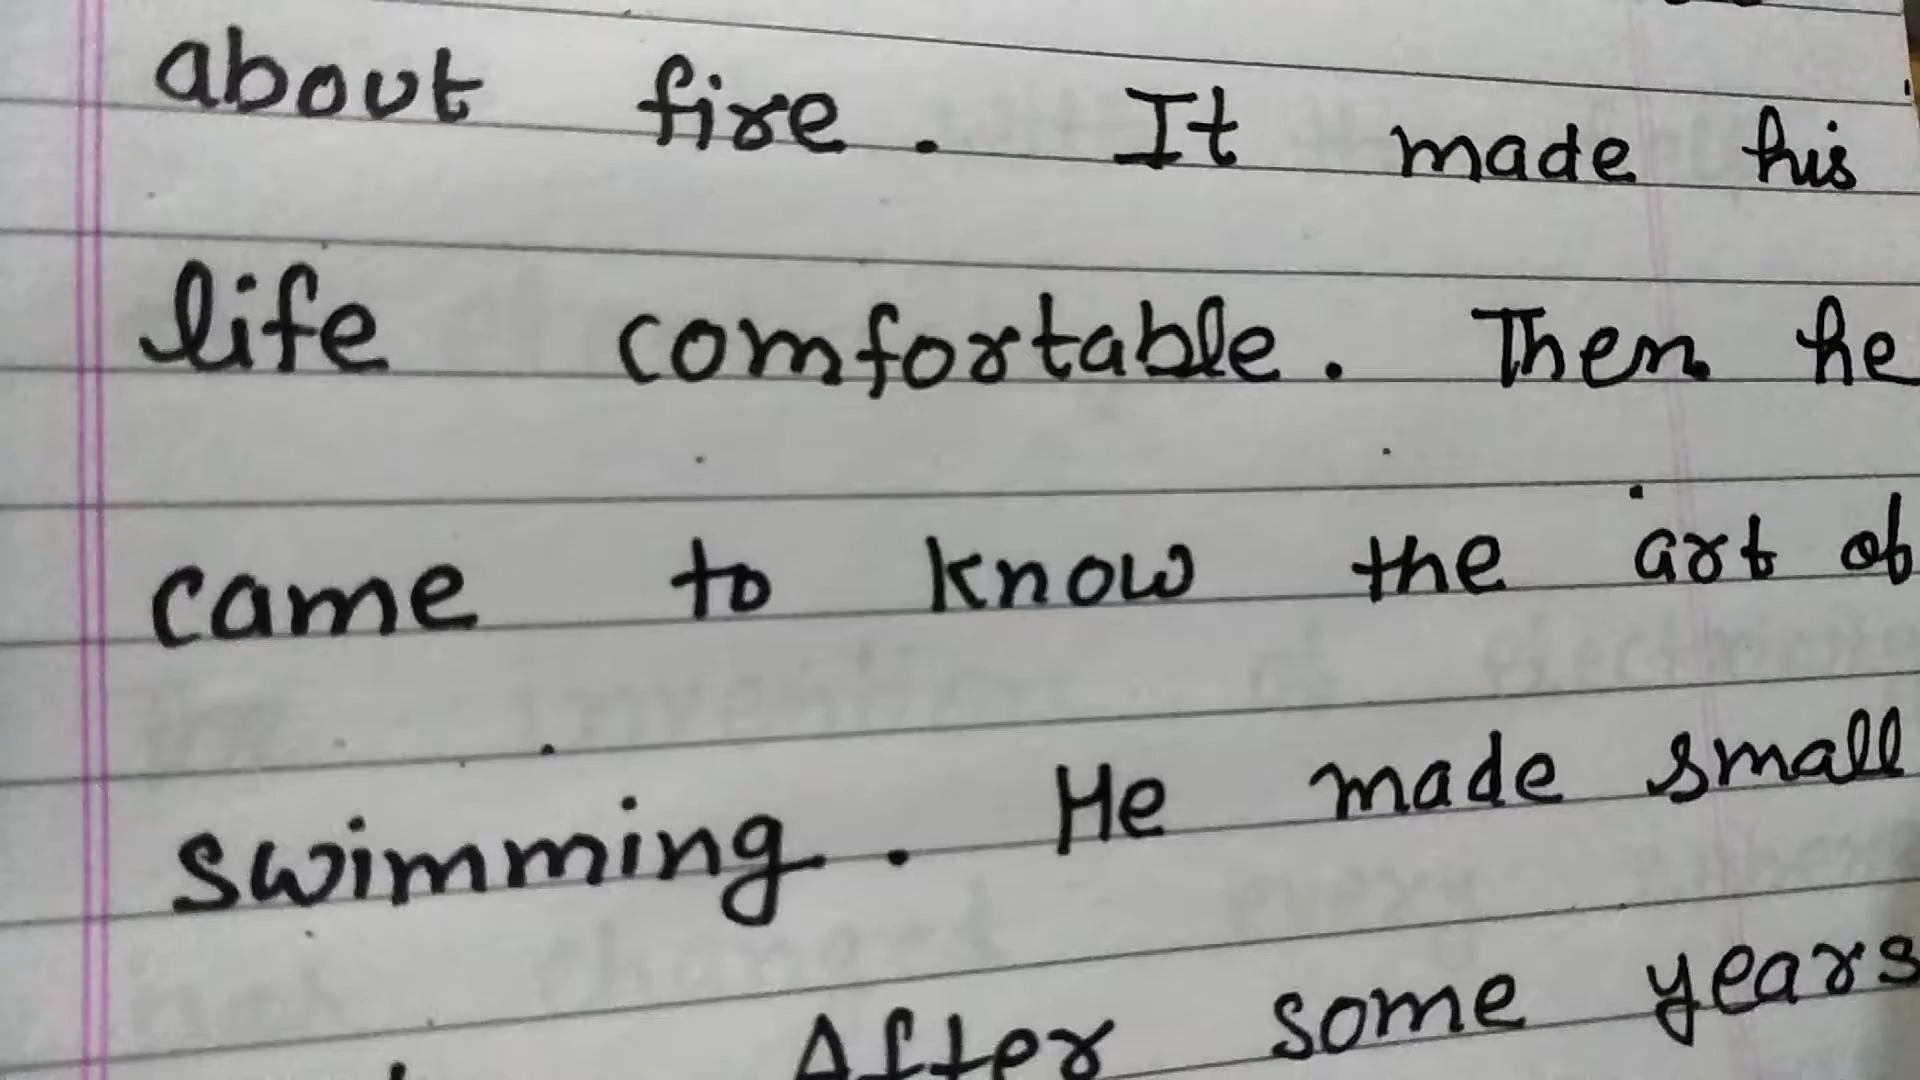 about fire. It made his
life comfortable. Then he
came to know the art of
swimming. He made small
After some years